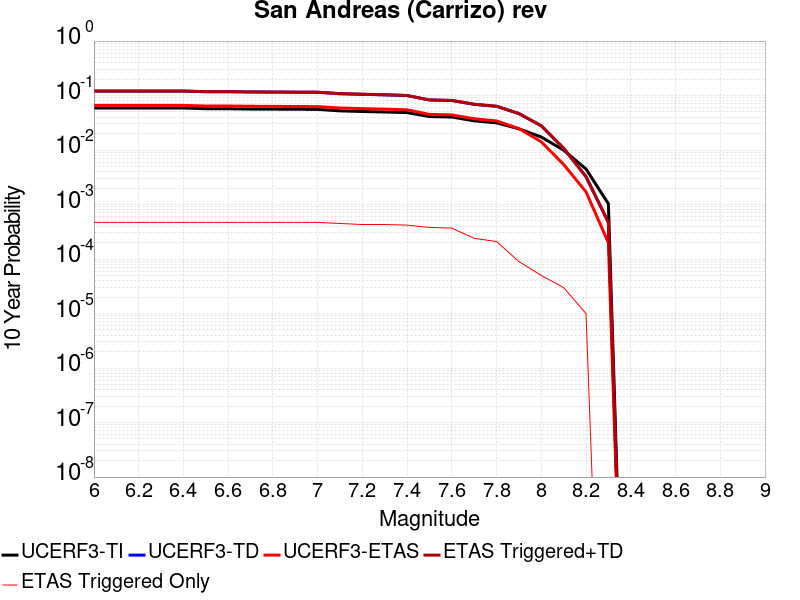 San Andreas (Carrizo) rev
10 Year Probability
10^0
10^-1
10^-2
10^-3
10^-4
10^-5
10^-6
10^-7
10^-8
6 6.2 6.4 6.6 6.8 7 7.2 7.4 7.6 7.8 8 8.2 8.4 8.6 8.8 9
Magnitude
UCERF3-TI UCERF3-TD UCERF3-ETAS ETAS Triggered+TD
ETAS Triggered Only